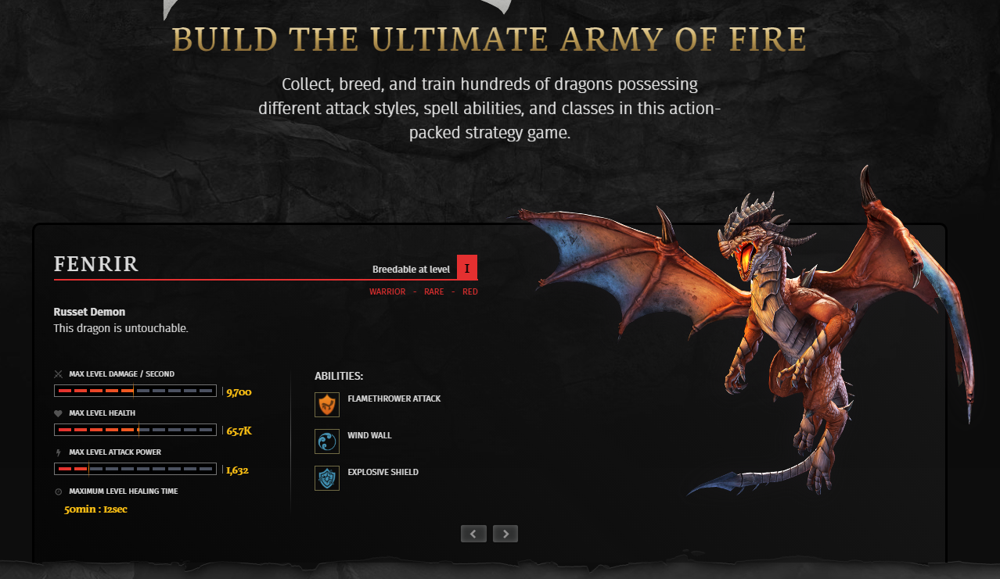 BUILD THE ULTIMATE ARMY OF FIRE
Collect, breed, and train hundreds of dragons possessing
different attack styles, spell abilities, and classes in this action-
packed strategy game.
FENRIR
Breedable at level I
WARRIOR - RARE - RED
Russet Demon
This dragon is untouchable.
MAX LEVEL DAMAGE / SECOND
9,700
MAX LEVEL HEALTH
65.7K
MAX LEVEL ATTACK POWER
1,632
MAXIMUM LEVEL HEALING TIME
50min : 12sec
ABILITIES:
FLAMETHROWER ATTACK
WIND WALL
EXPLOSIVE SHIELD